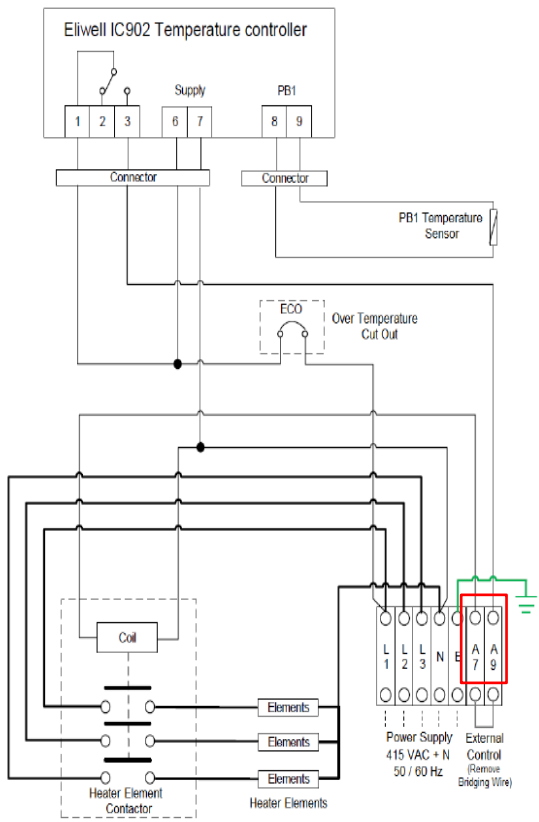 Eliwell IC902 Temperature controller
Supply
PB1
1 2 3 6 7 8 9
Connector
Connector
PB1 Temperature
Sensor
ECO
Over Temperature
Cut Out
Coil
L
1
L
2
L
3
N
E
A
7
A
9
Elements
Elements
Elements
Heater Element
Contactor
Heater Elements
Power Supply
415 VAC + N
50 / 60 Hz
External
Control
(Remove
Bridging Wire)